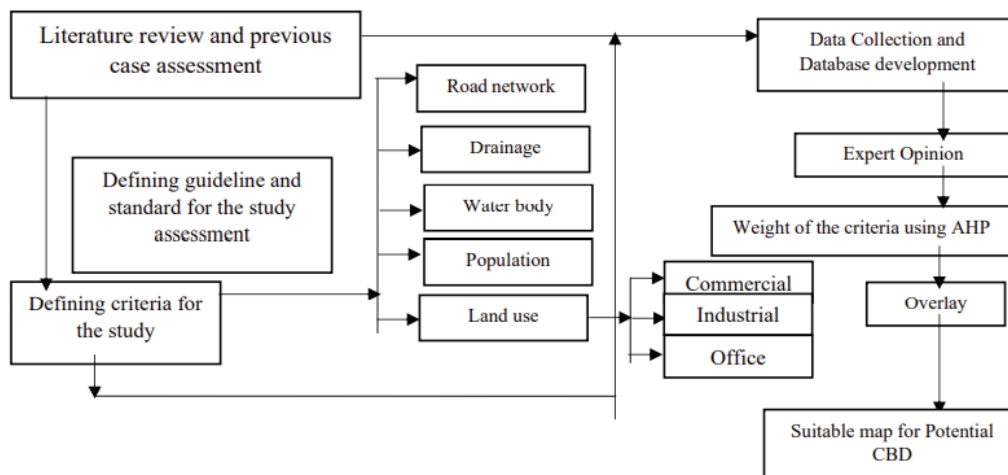 Literature review and previous
case assessment
Defining guideline and
standard for the study
assessment
Defining criteria for
the study
Road network
Drainage
Water body
Population
Land use
Commercial
Industrial
Office
Data Collection and
Database development
Expert Opinion
Weight of the criteria using AHP
Overlay
Suitable map for Potential
CBD